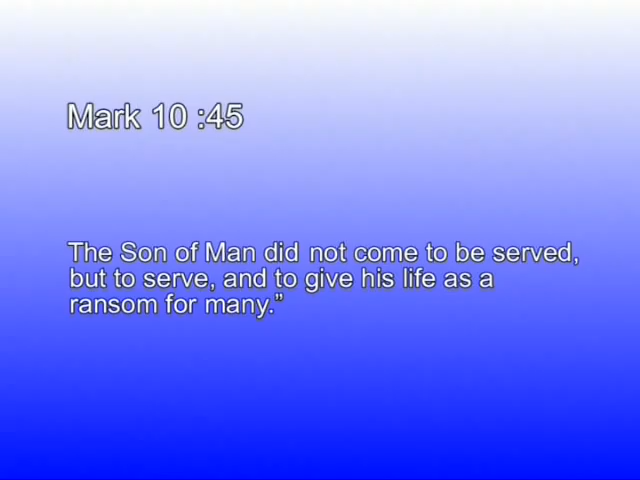 Mark 10 :45
The Son of Man did not come to be served,
but to serve, and to give his life as a
ransom for many.”